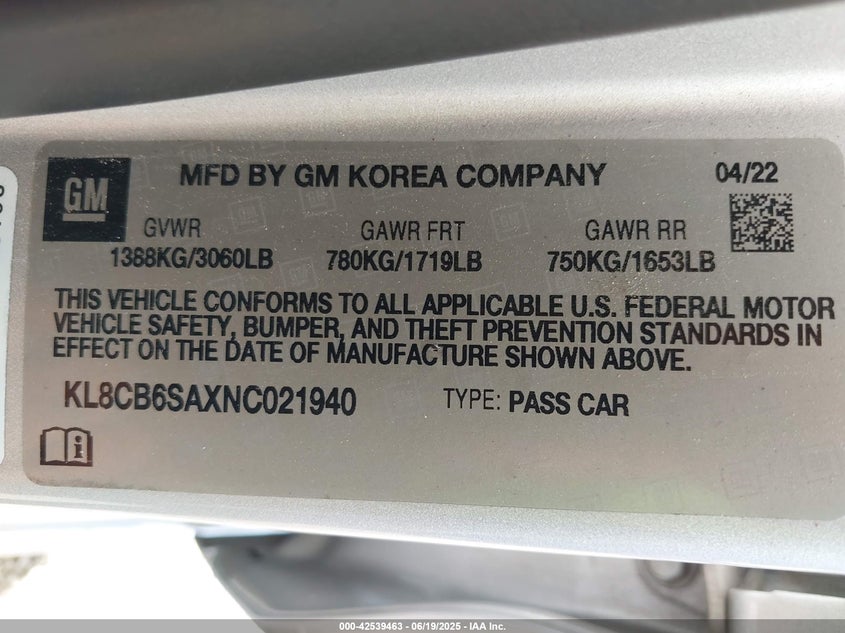 GM
MFD BY GM KOREA COMPANY 04/22
GVWR GAWR FRT GAWR RR
1388KG/3060LB 780KG/1719LB 750KG/1653LB
THIS VEHICLE CONFORMS TO ALL APPLICABLE U.S. FEDERAL MOTOR
VEHICLE SAFETY, BUMPER, AND THEFT PREVENTION STANDARDS IN
EFFECT ON THE DATE OF MANUFACTURE SHOWN ABOVE.
KL8CB6SAXNC021940 TYPE: PASS CAR
000-42539463 - 06/19/2025 - IAA Inc.